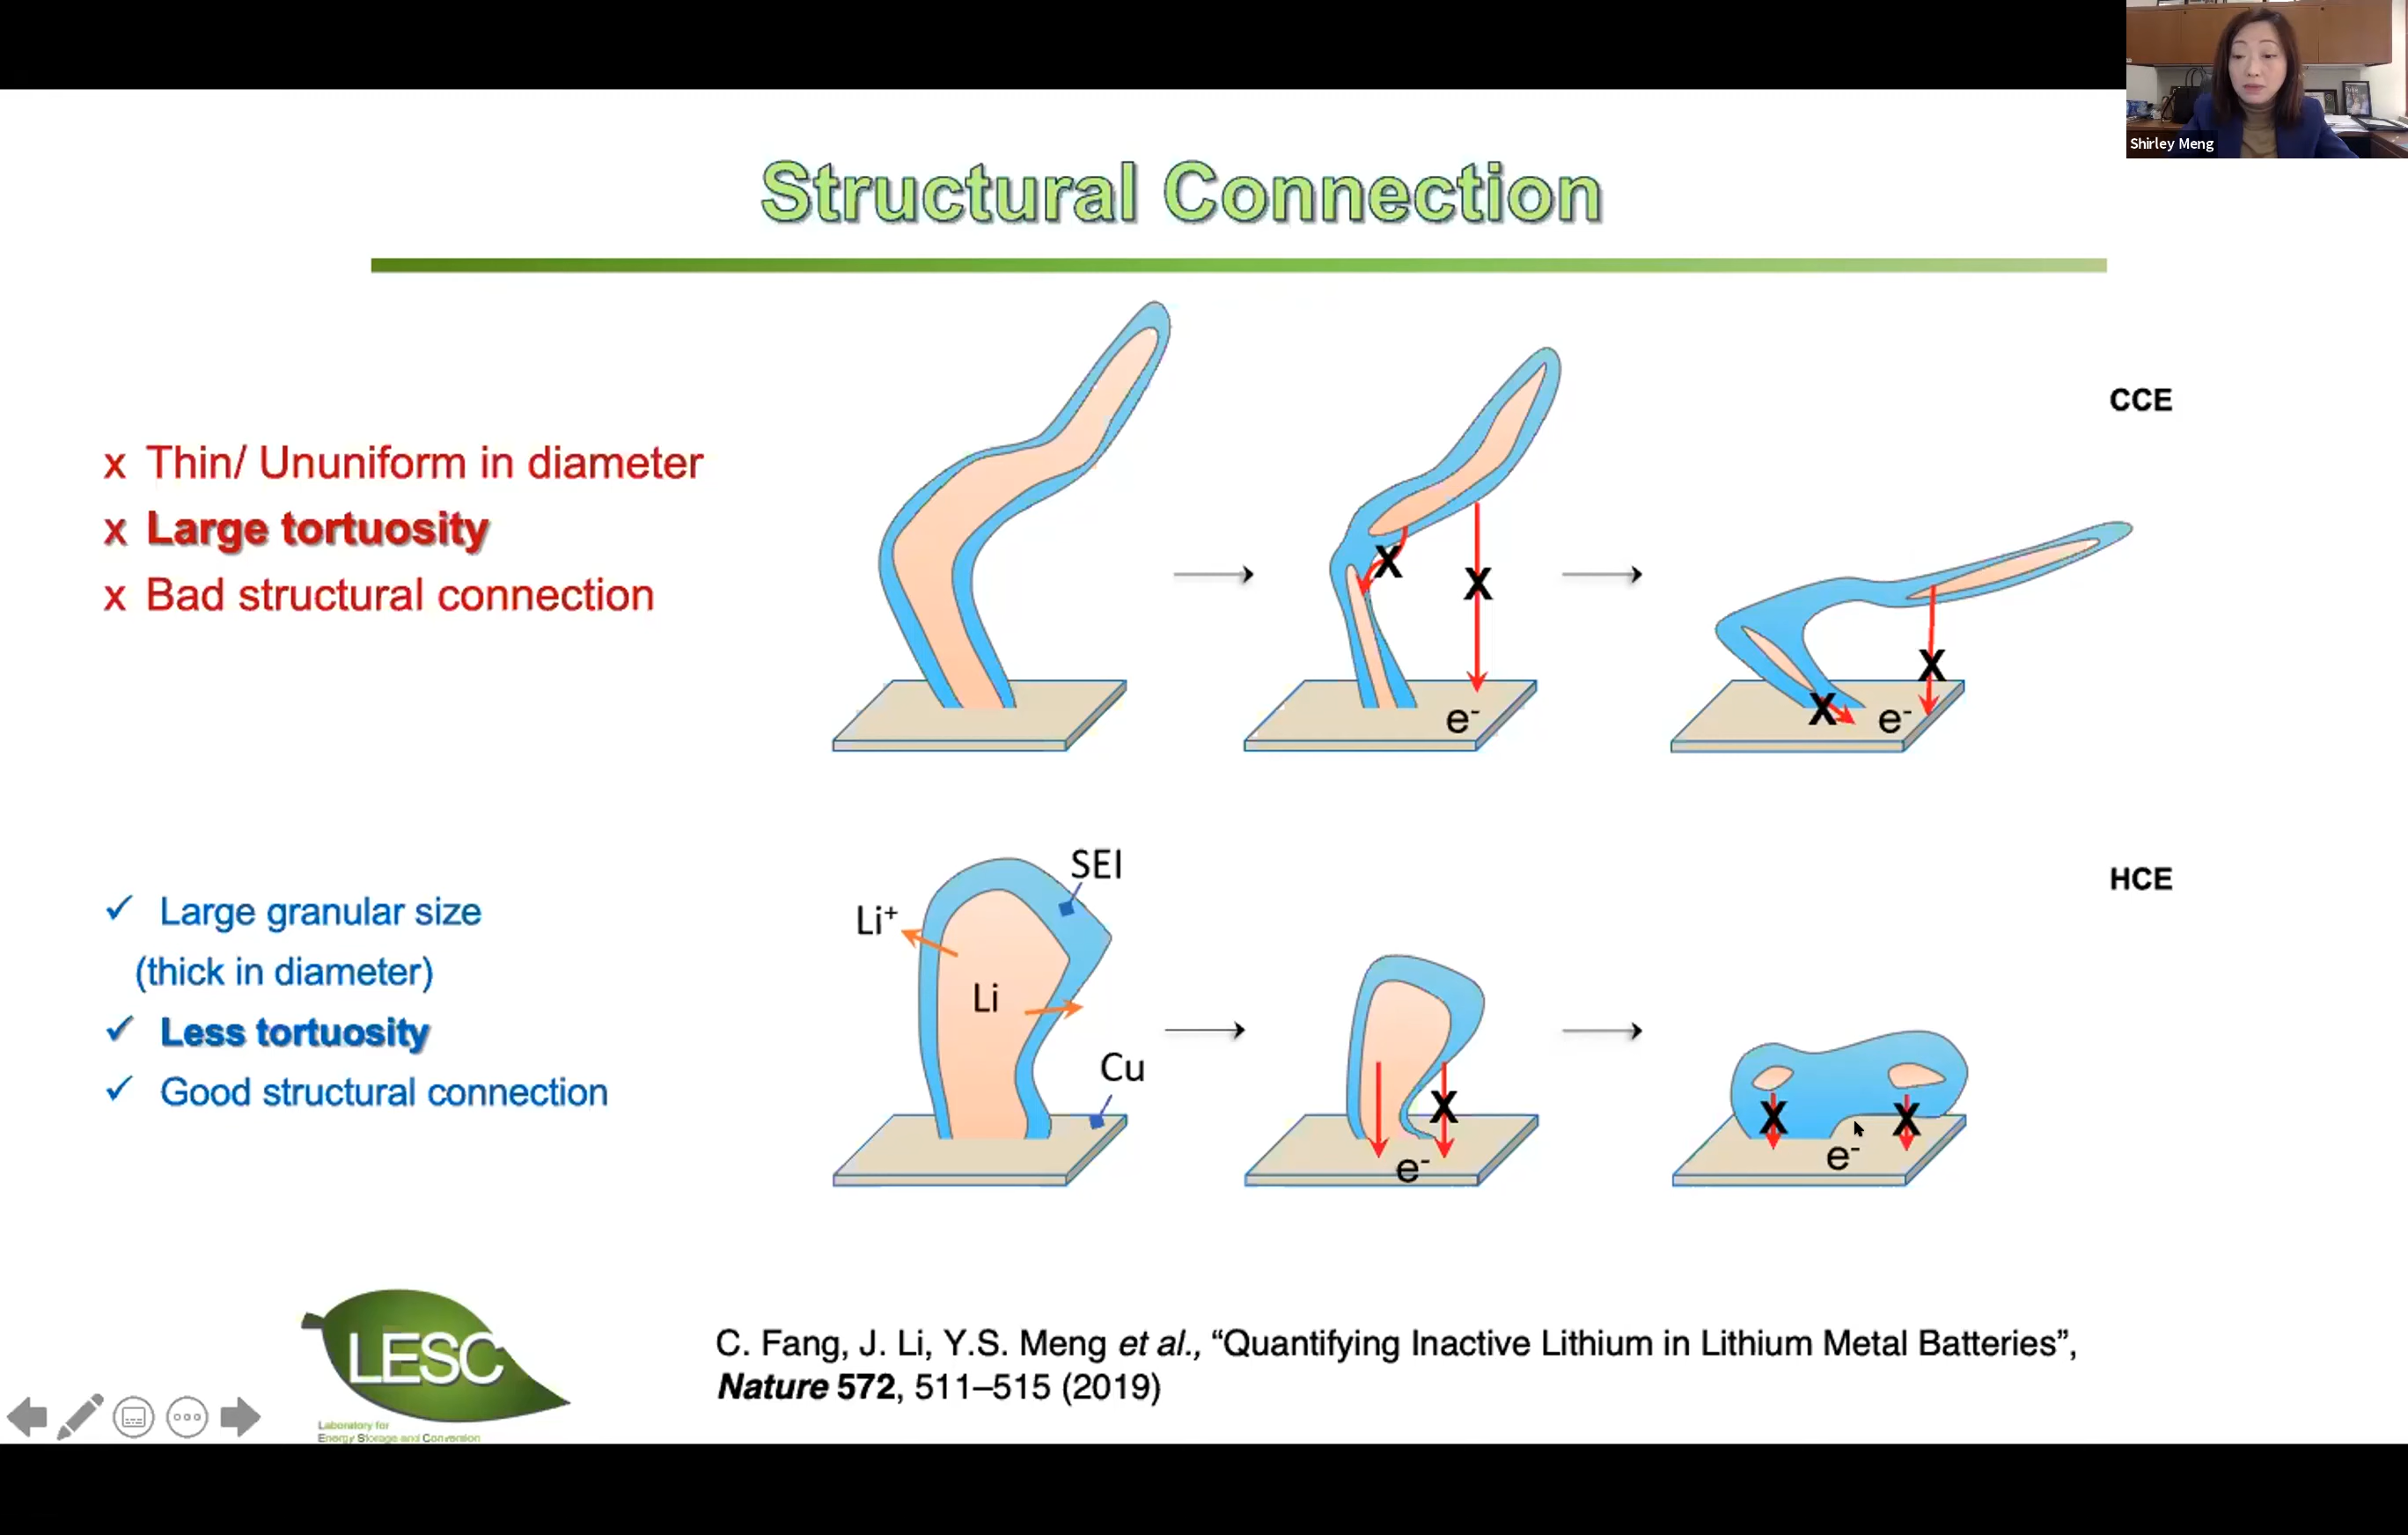 Shirley Meng
Structural Connection
CCE
x Thin/ Ununiform in diameter
x Large tortuosity
x Bad structural connection
X
X
e-
X
X
e-
HCE
✓ Large granular size
(thick in diameter)
✓ Less tortuosity
✓ Good structural connection
SEI
Li+
Li
Cu
X
e-
X
X
e-
LESC
Laboratory for
Energy Storage and Conversion
C. Fang, J. Li, Y.S. Meng et al., “Quantifying Inactive Lithium in Lithium Metal Batteries”,
Nature 572, 511–515 (2019)